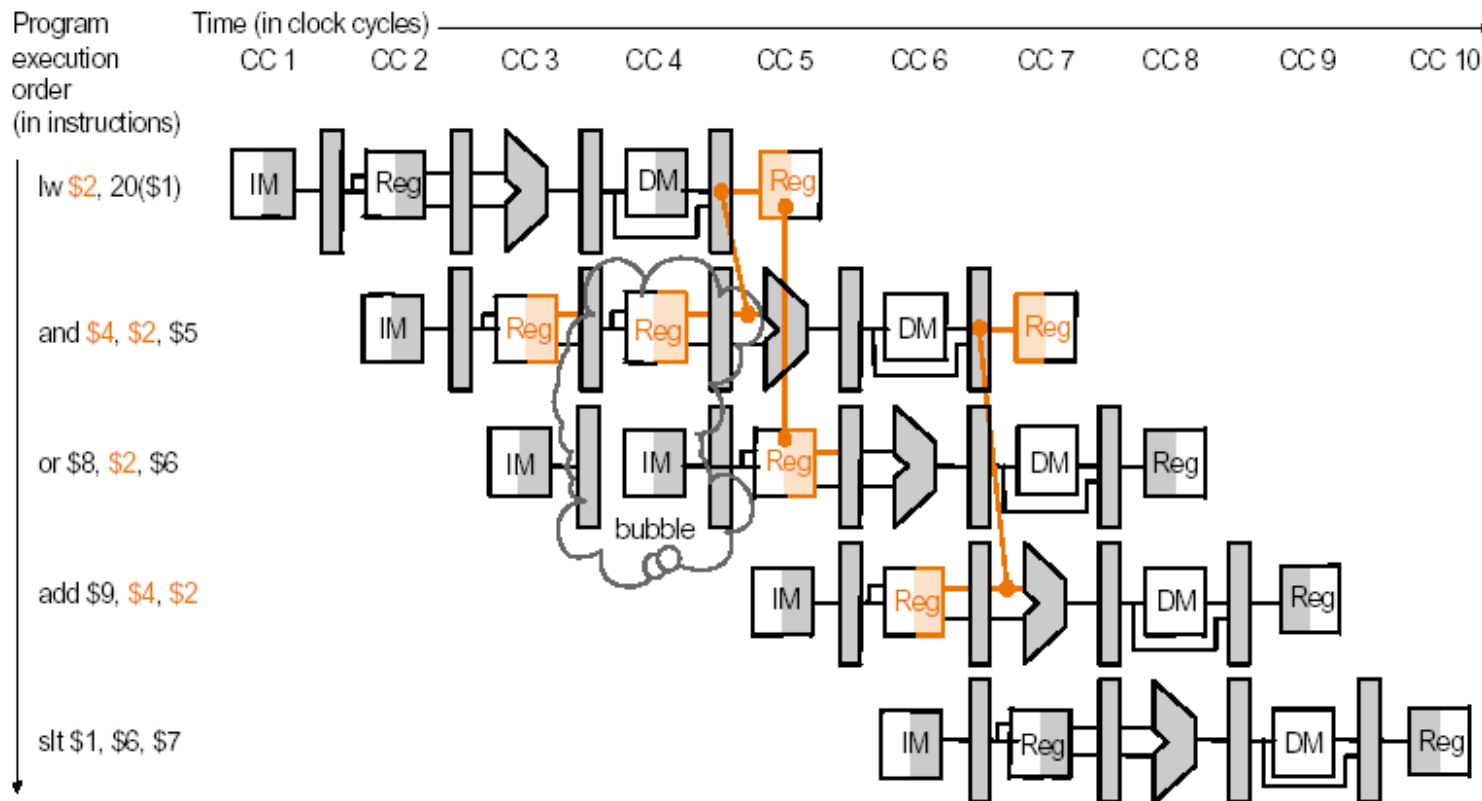 Program
execution
order
(in instructions)
Time (in clock cycles)
CC 1 CC 2 CC 3 CC 4 CC 5 CC 6 CC 7 CC 8 CC 9 CC 10
lw $2, 20($1)
IM Reg DM Reg
and $4, $2, $5
IM Reg Reg DM Reg
or $8, $2, $6
IM IM Reg DM Reg
bubble
add $9, $4, $2
IM Reg DM Reg
slt $1, $6, $7
IM Reg DM Reg